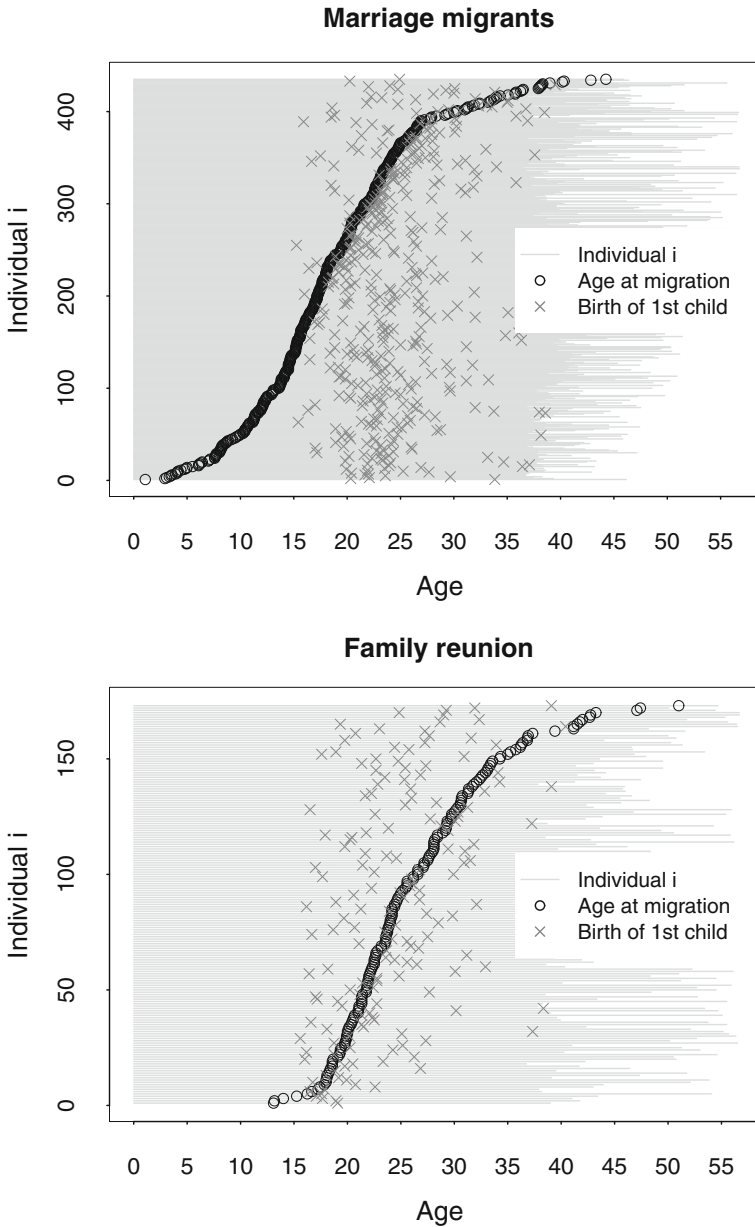 Marriage migrants
Individual i
400
300
200
100
0
Individual i
Age at migration
Birth of 1st child
0 5 10 15 20 25 30 35 40 45 50 55
Age
Family reunion
Individual i
150
100
50
0
Individual i
Age at migration
Birth of 1st child
0 5 10 15 20 25 30 35 40 45 50 55
Age